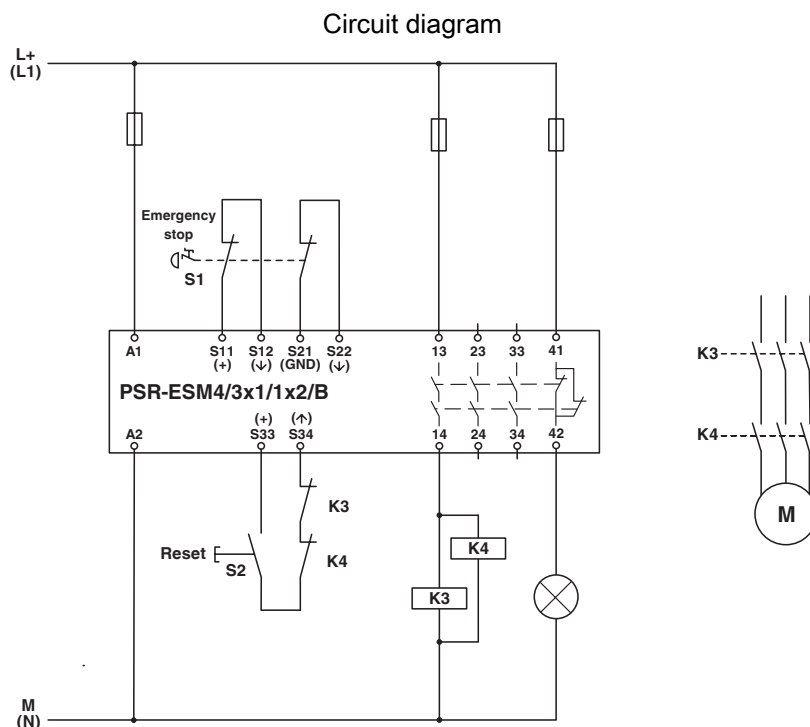 Circuit diagram
L+
(L1)
Emergency
stop
S1
A1 S11 S12 S21 S22 13 23 33 41
(+) (↓) (GND) (↓)
PSR-ESM4/3x1/1x2/B
(+) (↑)
A2 S33 S34 14 24 34 42
K3
K4
Reset
S2
K4
K3
K3
K4
M
M
(N)